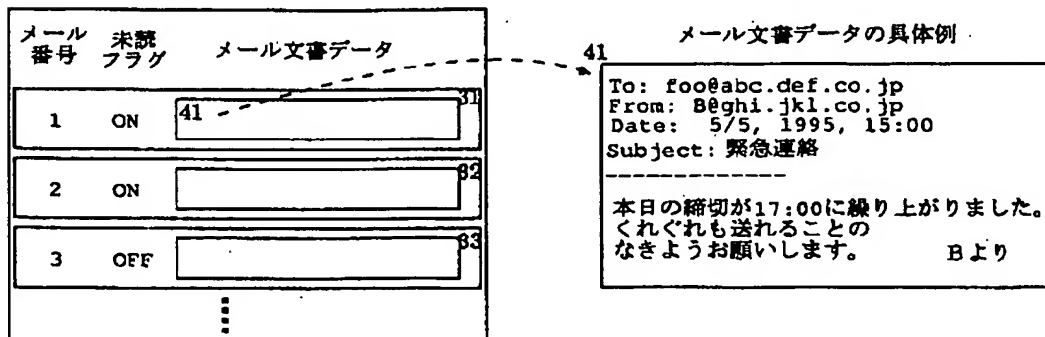 メール 未読 メール文書データ
番号 フラグ
1 ON 41 31
2 ON 32
3 OFF 33
メール文書データの具体例
41
To: foo@abc.def.co.jp
From: B@ghi.jkl.co.jp
Date: 5/5, 1995, 15:00
Subject: 緊急連絡
--------------
本日の締切が17:00に繰り上がりました。
くれぐれも送れることの
なきようお願いします。 Bより